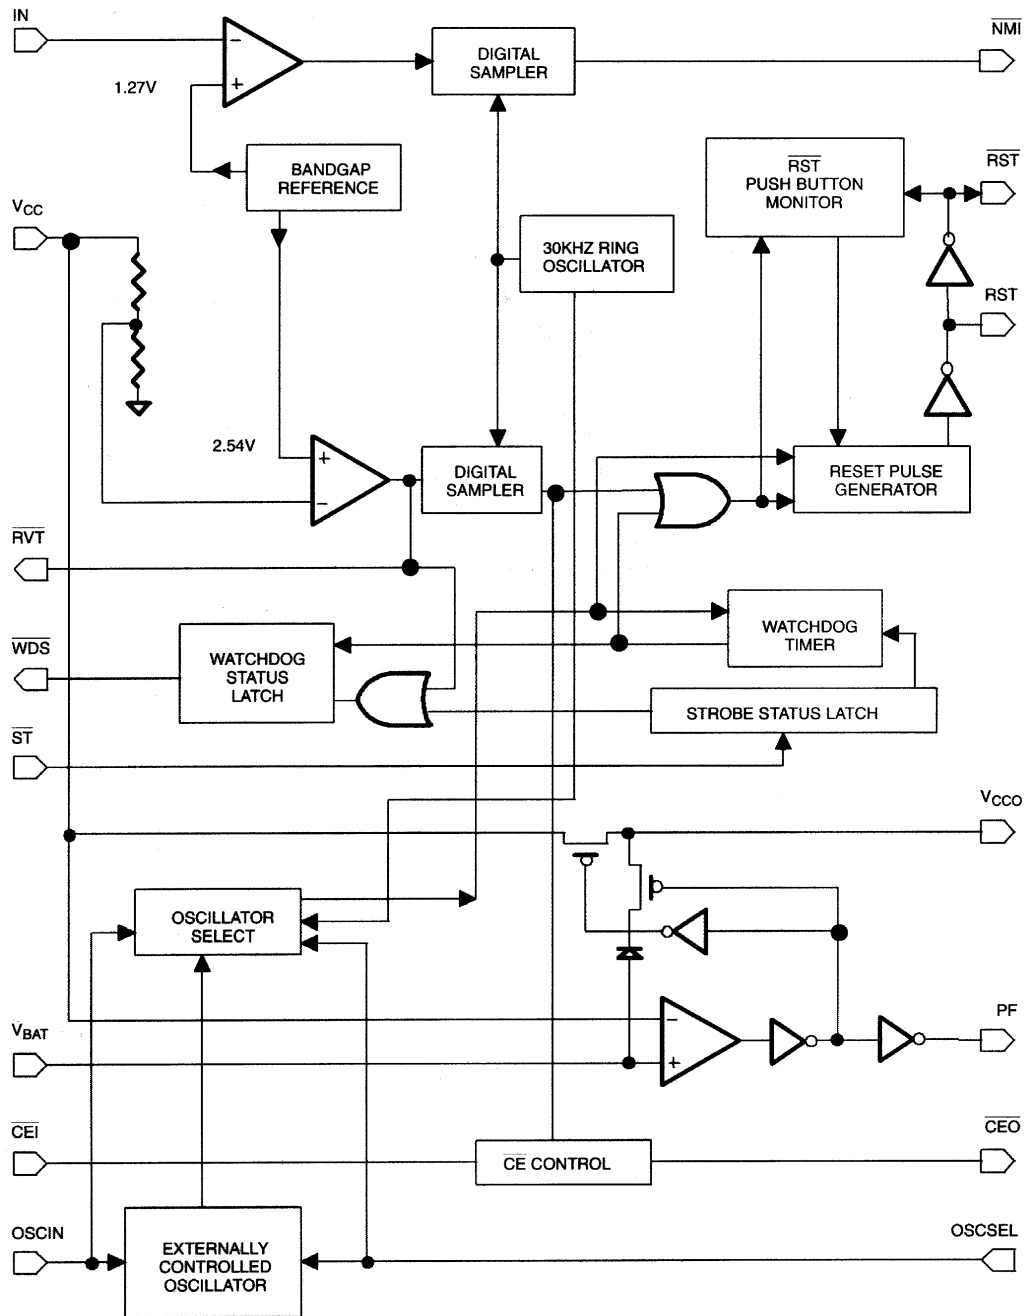 IN
NMI
DIGITAL
SAMPLER
−
+
1.27V
BANDGAP
REFERENCE
RST
PUSH BUTTON
MONITOR
RST
VCC
30KHZ RING
OSCILLATOR
RST
2.54V
+
−
DIGITAL
SAMPLER
RESET PULSE
GENERATOR
RVT
WATCHDOG
TIMER
WDS
WATCHDOG
STATUS
LATCH
STROBE STATUS LATCH
ST
VCCO
OSCILLATOR
SELECT
VBAT
−
+
PF
CEI
CE CONTROL
CEO
OSCIN
EXTERNALLY
CONTROLLED
OSCILLATOR
OSCSEL